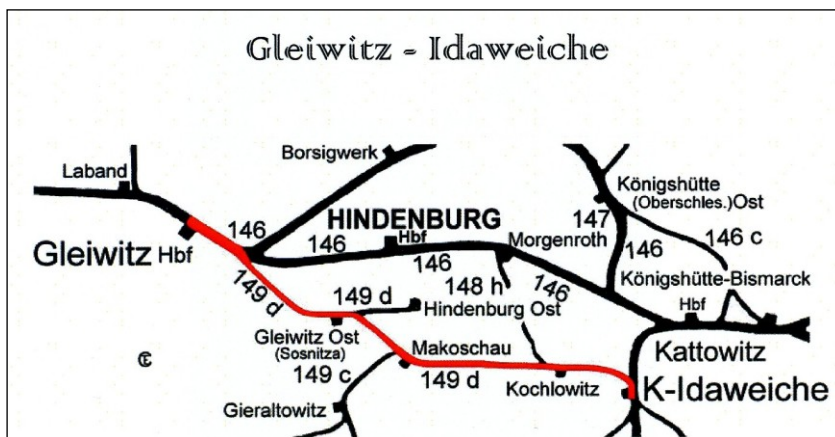 Gleiwitz - Idaweiche
Borsigwerk
Laband
Königshütte
(Oberschles.)Ost
HINDENBURG
147
146
146
Hbf
Morgenroth
146 c
Gleiwitz Hbf
146
146
148 h
146
Königshütte-Bismarck
149 d
149 d
Hindenburg Ost
Hbf
Gleiwitz Ost
(Sosnitza)
Makoschau
Kattowitz
149 c
149 d
Kochlowitz
K-Idaweiche
Gieraltowitz